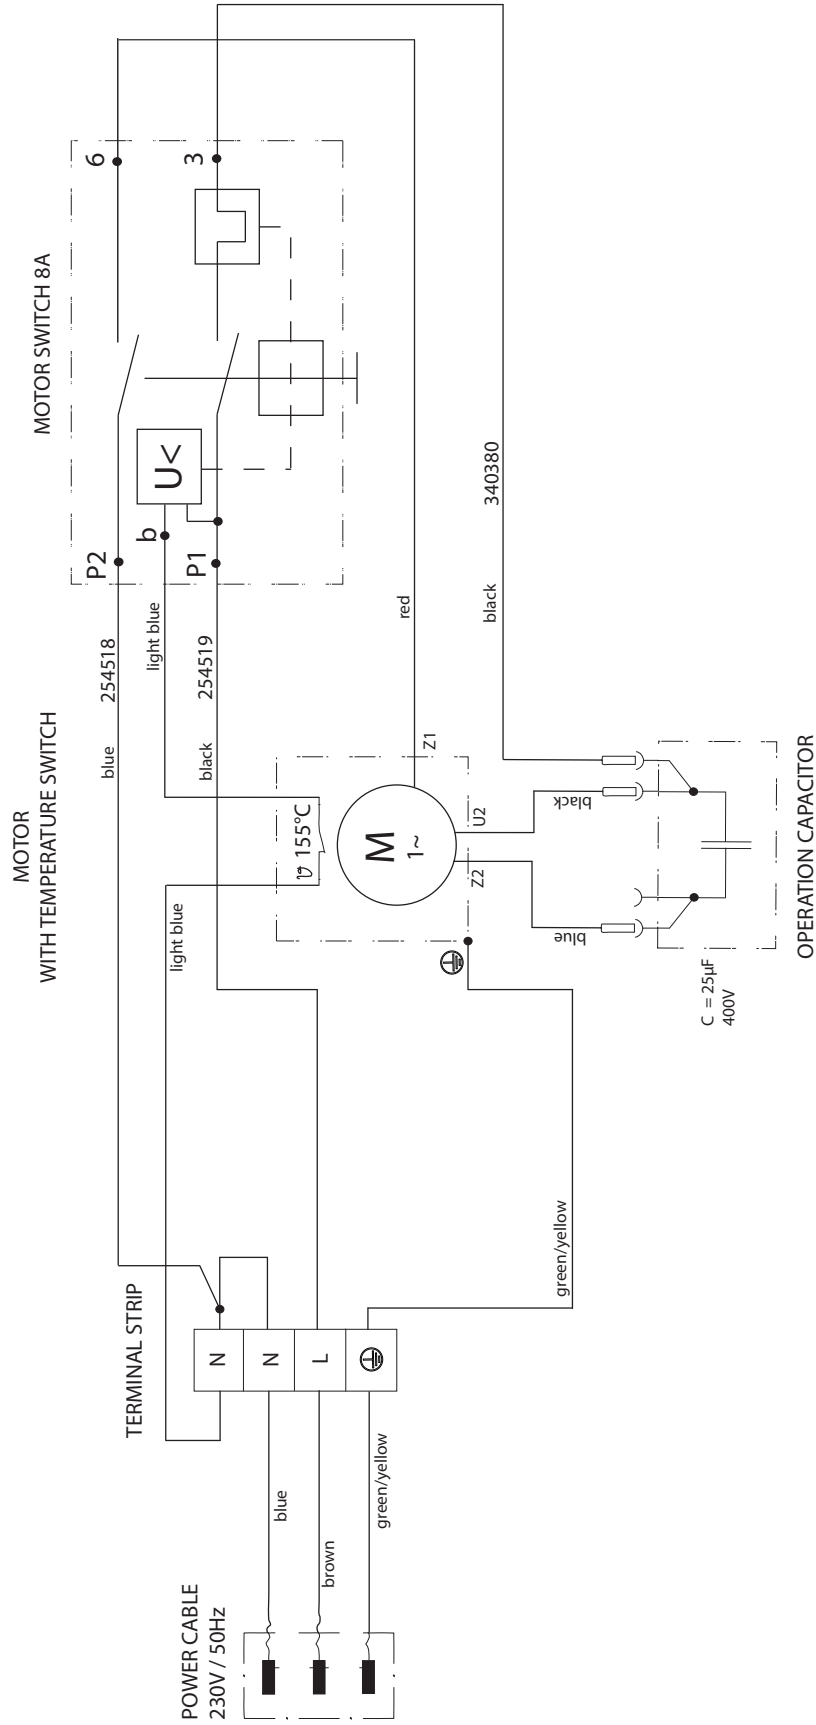 POWER CABLE
230V / 50Hz
blue
brown
green/yellow
TERMINAL STRIP
N
N
L
green/yellow
MOTOR
WITH TEMPERATURE SWITCH
light blue
blue
254518
light blue
black
254519
ϑ 155°C
M
1~
Z1
U2
Z2
red
black
340380
MOTOR SWITCH 8A
P2
b
P1
U<
6
3
black
blue
C = 25µF
400V
OPERATION CAPACITOR